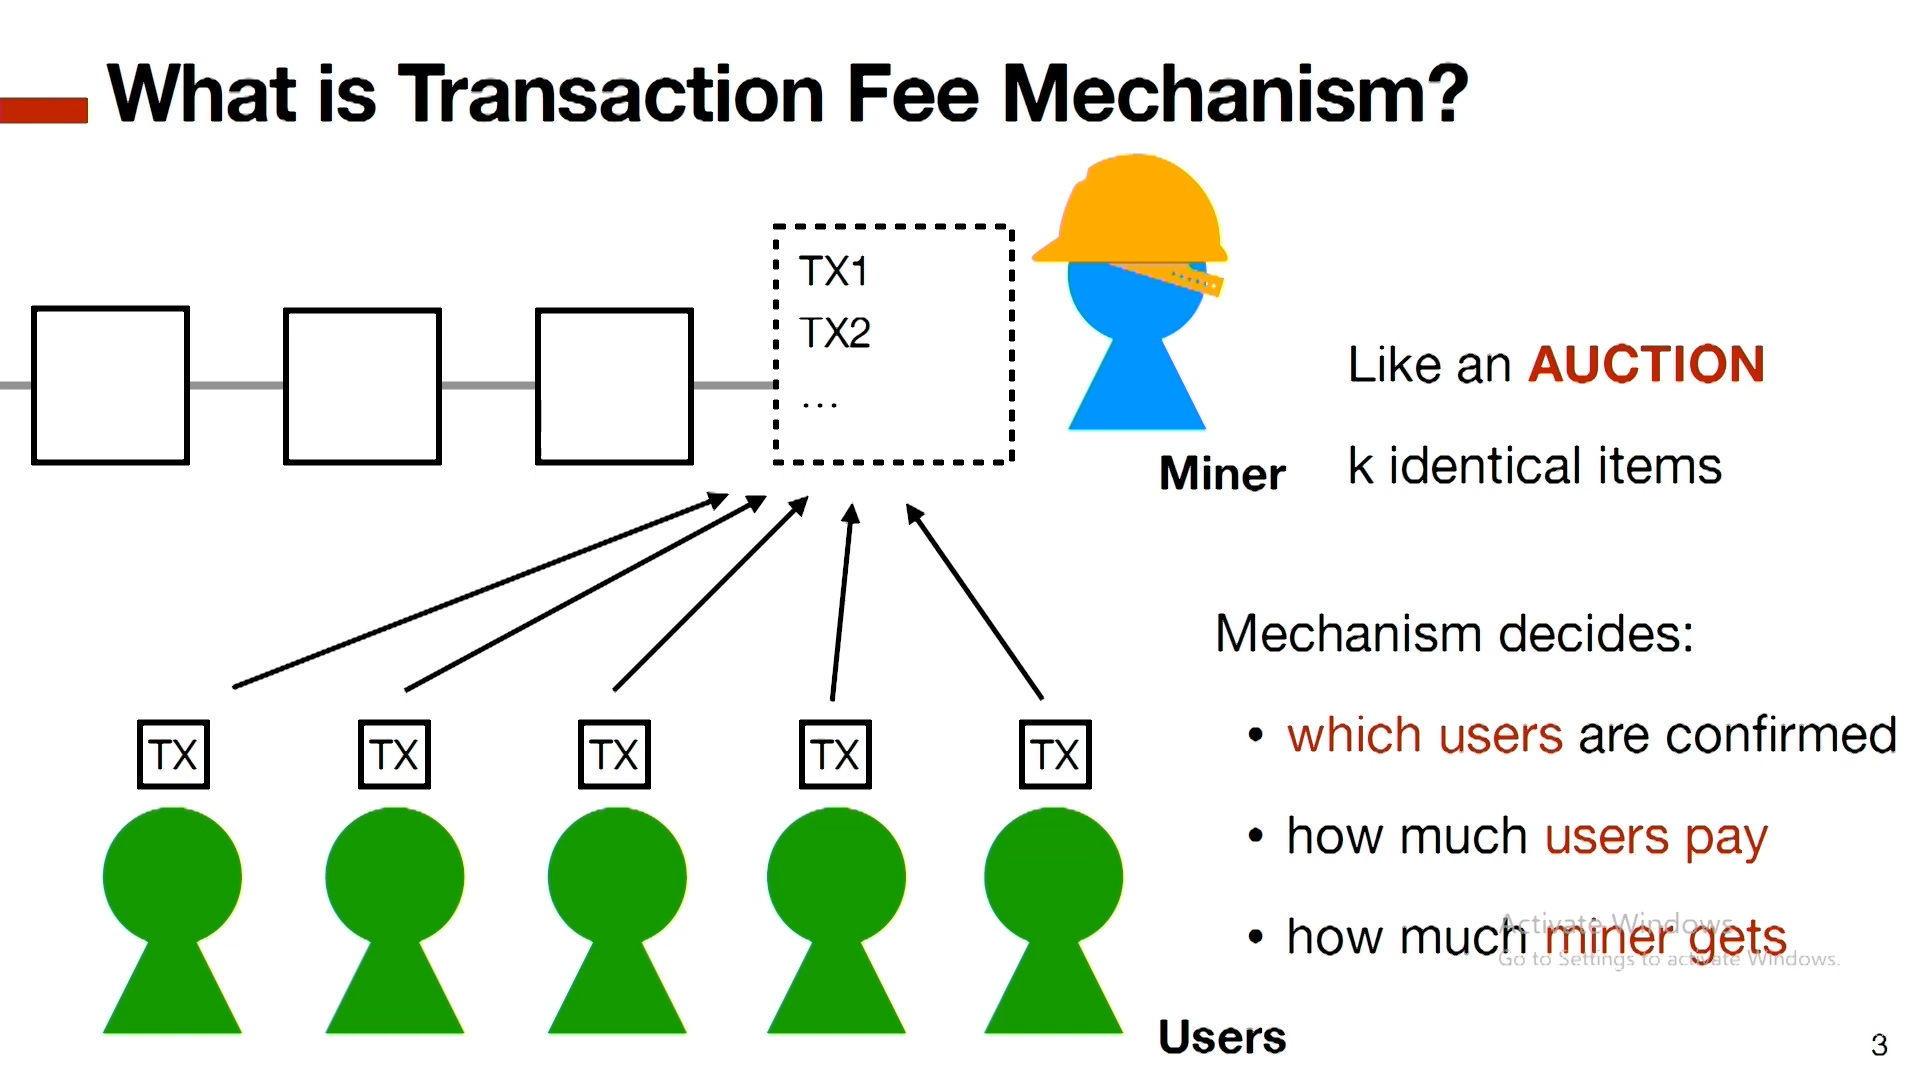 What is Transaction Fee Mechanism?
TX1
TX2
...
Miner
Like an AUCTION
k identical items
TX
TX
TX
TX
TX
Users
Mechanism decides:
• which users are confirmed
• how much users pay
• how much miner gets
Activate Windows
Go to Settings to activate Windows.
3